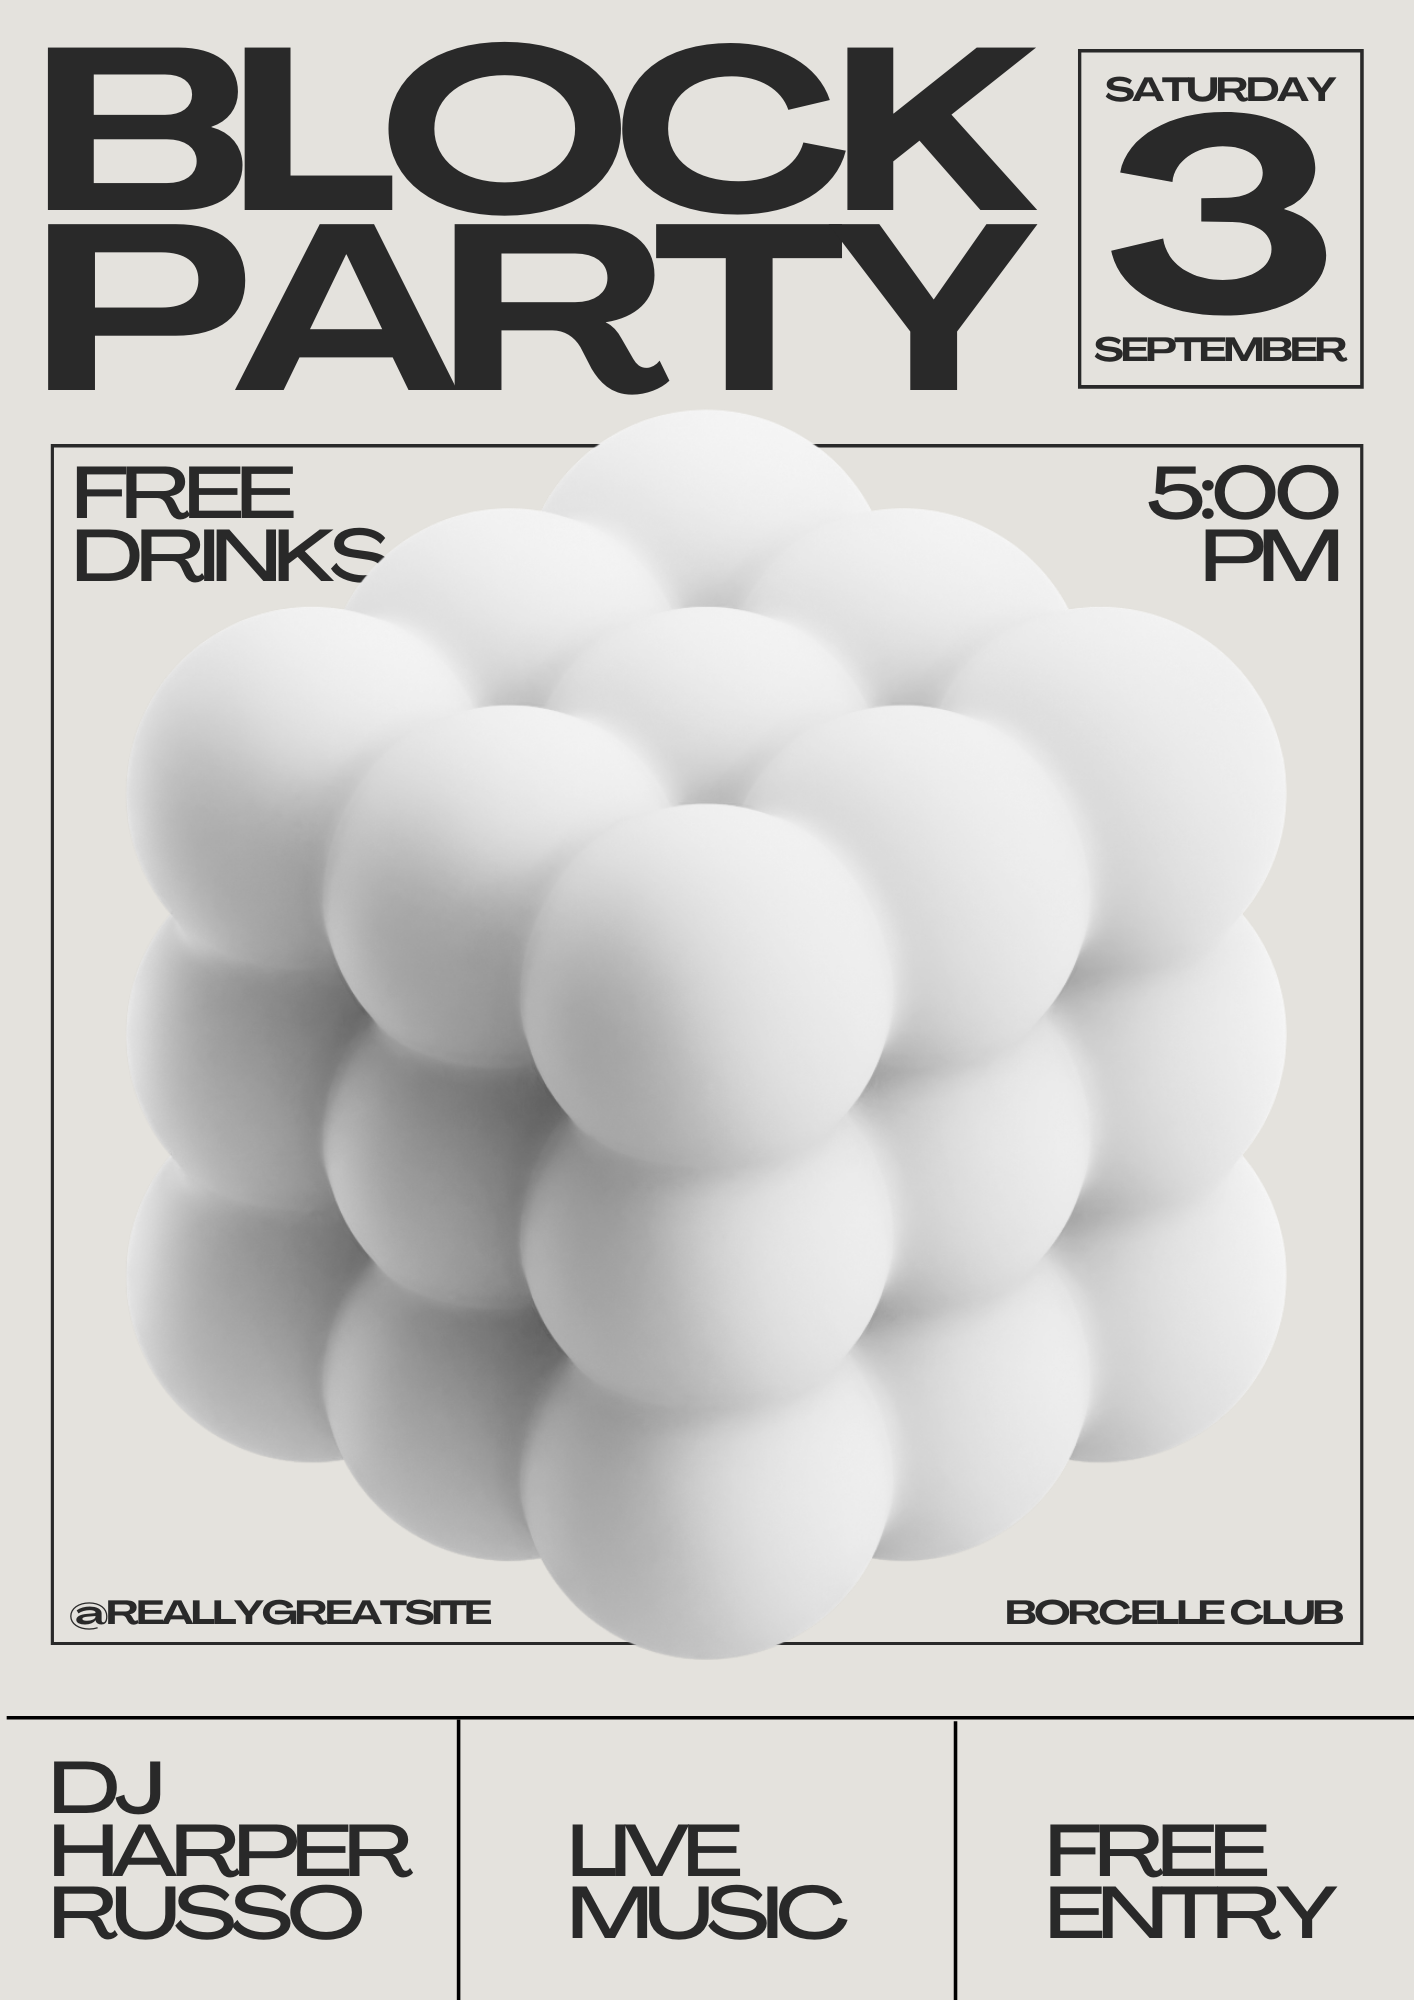 BLOCK
PARTY
SATURDAY
3
SEPTEMBER
FREE
DRINKS
5:00
PM
@REALLYGREATSITE
BORCELLE CLUB
DJ
HARPER
RUSSO
LIVE
MUSIC
FREE
ENTRY